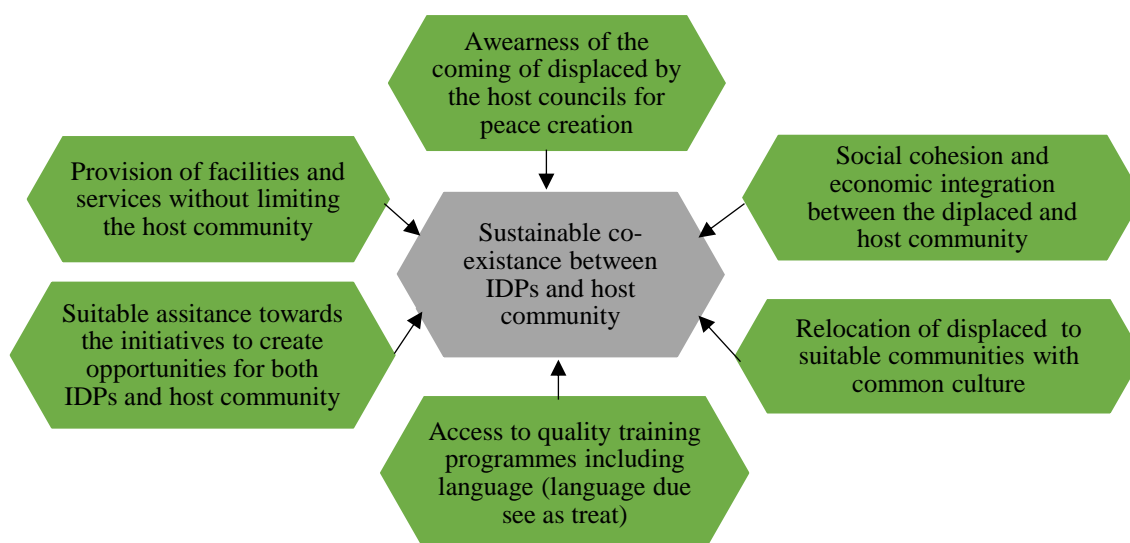 Awearness of the
coming of displaced by
the host councils for
peace creation
Provision of facilities and
services without limiting
the host community
Social cohesion and
economic integration
between the diplaced and
host community
Sustainable co-
existance between
IDPs and host
community
Suitable assitance towards
the initiatives to create
opportunities for both
IDPs and host community
Relocation of displaced to
suitable communities with
common culture
Access to quality training
programmes including
language (language due
see as treat)